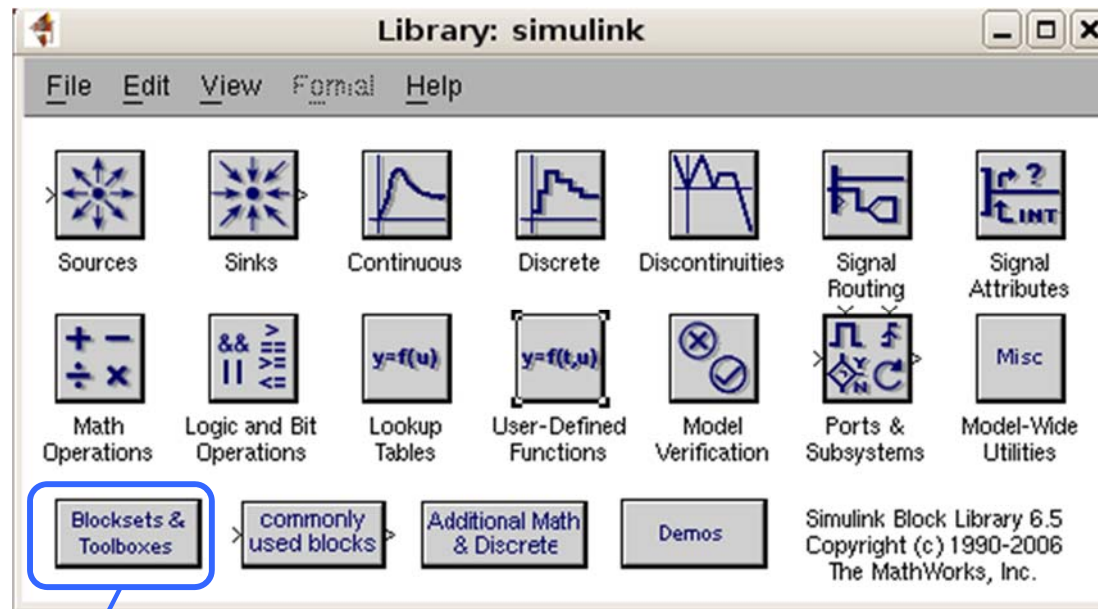 Library: simulink
File Edit View Format Help
? INT
Sources Sinks Continuous Discrete Discontinuities Signal Routing Signal Attributes
+ −
÷ ×
&& > == >= <= ||
y=f(u) y=f(t,u) Y N Misc
Math Operations Logic and Bit Operations Lookup Tables User-Defined Functions Model Verification Ports & Subsystems Model-Wide Utilities
Blocksets & Toolboxes
commonly used blocks
Additional Math & Discrete
Demos
Simulink Block Library 6.5
Copyright (c) 1990-2006
The MathWorks, Inc.